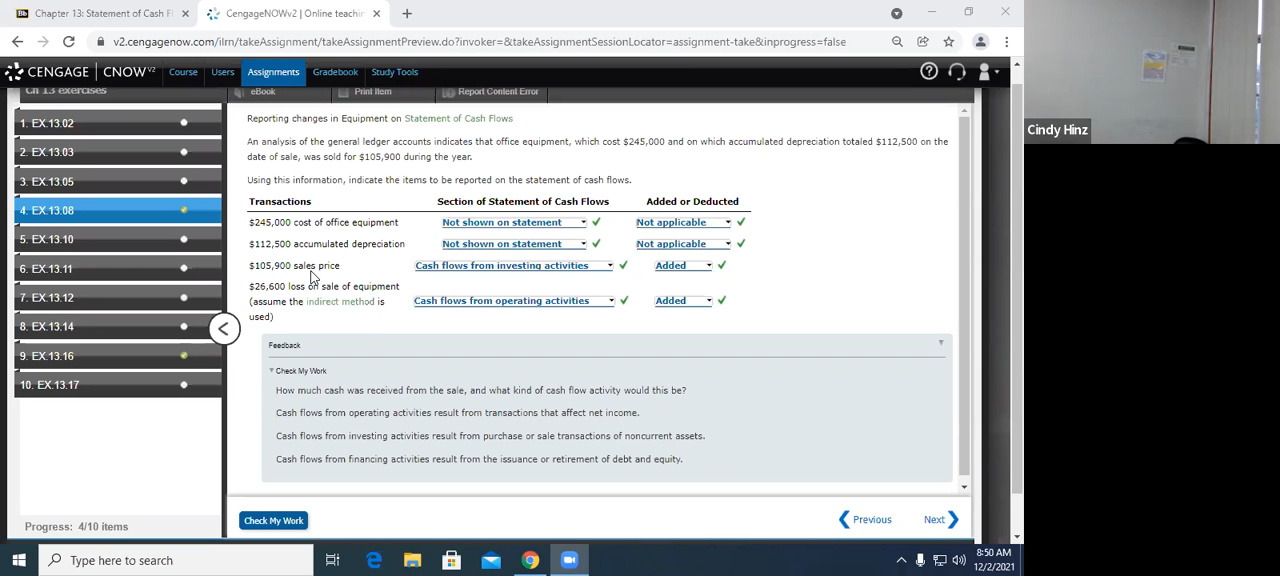 Chapter 13: Statement of Cash F
CengageNOWv2 | Online teachin
v2.cengagenow.com/ilrn/takeAssignment/takeAssignmentPreview.do?invoker=&takeAssignmentSessionLocator=assignment-take&inprogress=false
CENGAGE | CNOWv2 Course Users Assignments Gradebook Study Tools
Ch 13 exercises
eBook Print Item Report Content Error
1. EX.13.02
2. EX.13.03
3. EX.13.05
4. EX.13.08
5. EX.13.10
6. EX.13.11
7. EX.13.12
8. EX.13.14
9. EX.13.16
10. EX.13.17
Progress: 4/10 items
Reporting changes in Equipment on Statement of Cash Flows
An analysis of the general ledger accounts indicates that office equipment, which cost $245,000 and on which accumulated depreciation totaled $112,500 on the
date of sale, was sold for $105,900 during the year.
Using this information, indicate the items to be reported on the statement of cash flows.
Transactions Section of Statement of Cash Flows Added or Deducted
$245,000 cost of office equipment Not shown on statement Not applicable
$112,500 accumulated depreciation Not shown on statement Not applicable
$105,900 sales price Cash flows from investing activities Added
$26,600 loss on sale of equipment
(assume the indirect method is Cash flows from operating activities Added
used)
Feedback
Check My Work
How much cash was received from the sale, and what kind of cash flow activity would this be?
Cash flows from operating activities result from transactions that affect net income.
Cash flows from investing activities result from purchase or sale transactions of noncurrent assets.
Cash flows from financing activities result from the issuance or retirement of debt and equity.
Check My Work
Previous Next
Type here to search
8:50 AM
12/2/2021
Cindy Hinz